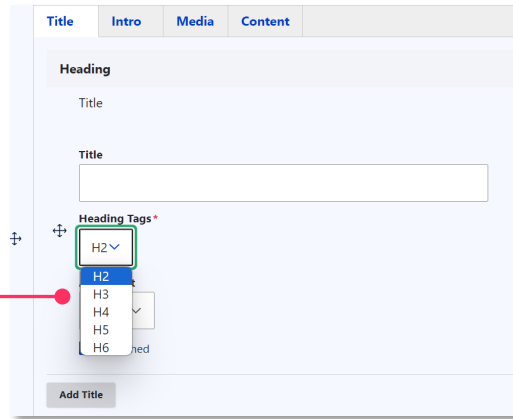 Title Intro Media Content
Heading
Title
Title
Heading Tags*
H2
H2
H3
H4
H5
H6
Add Title